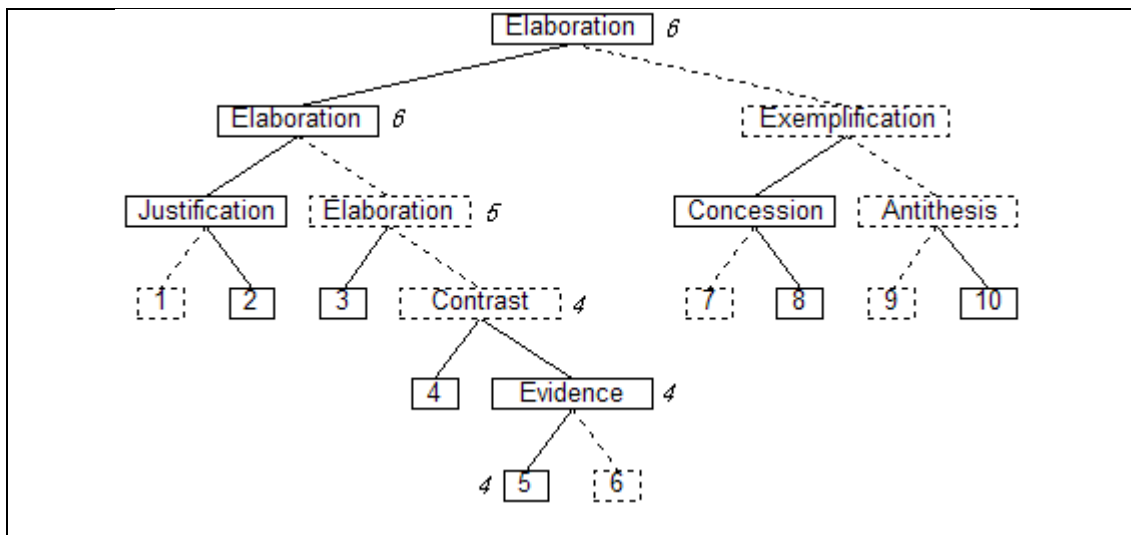 Elaboration 6
Elaboration 6 Exemplification
Justification Elaboration 5 Concession Antithesis
1 2 3 Contrast 4 7 8 9 10
4 Evidence 4
4 5 6